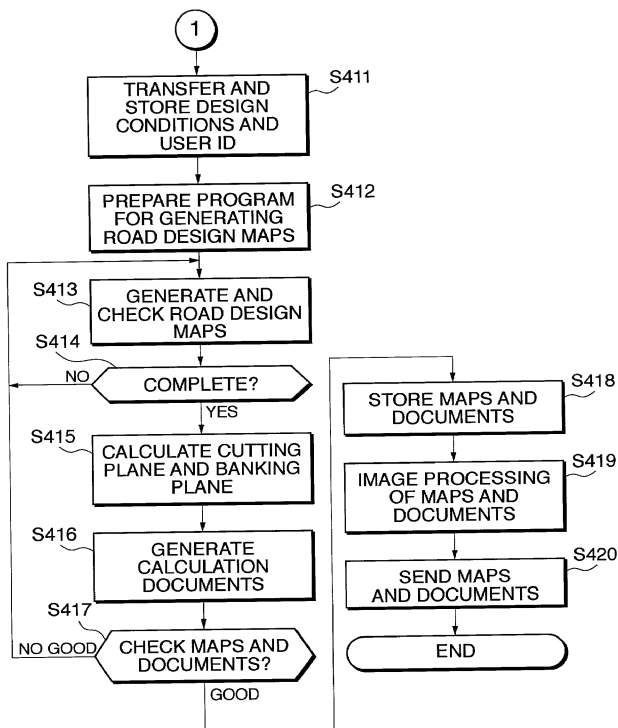 1
TRANSFER AND
STORE DESIGN
CONDITIONS AND
USER ID
S411
PREPARE PROGRAM
FOR GENERATING
ROAD DESIGN MAPS
S412
S413
GENERATE AND
CHECK ROAD DESIGN
MAPS
S414
COMPLETE?
NO
YES
S415
CALCULATE CUTTING
PLANE AND BANKING
PLANE
S416
GENERATE
CALCULATION
DOCUMENTS
S417
CHECK MAPS AND
DOCUMENTS?
NO GOOD
GOOD
STORE MAPS AND
DOCUMENTS
S418
IMAGE PROCESSING
OF MAPS AND
DOCUMENTS
S419
SEND MAPS
AND DOCUMENTS
S420
END